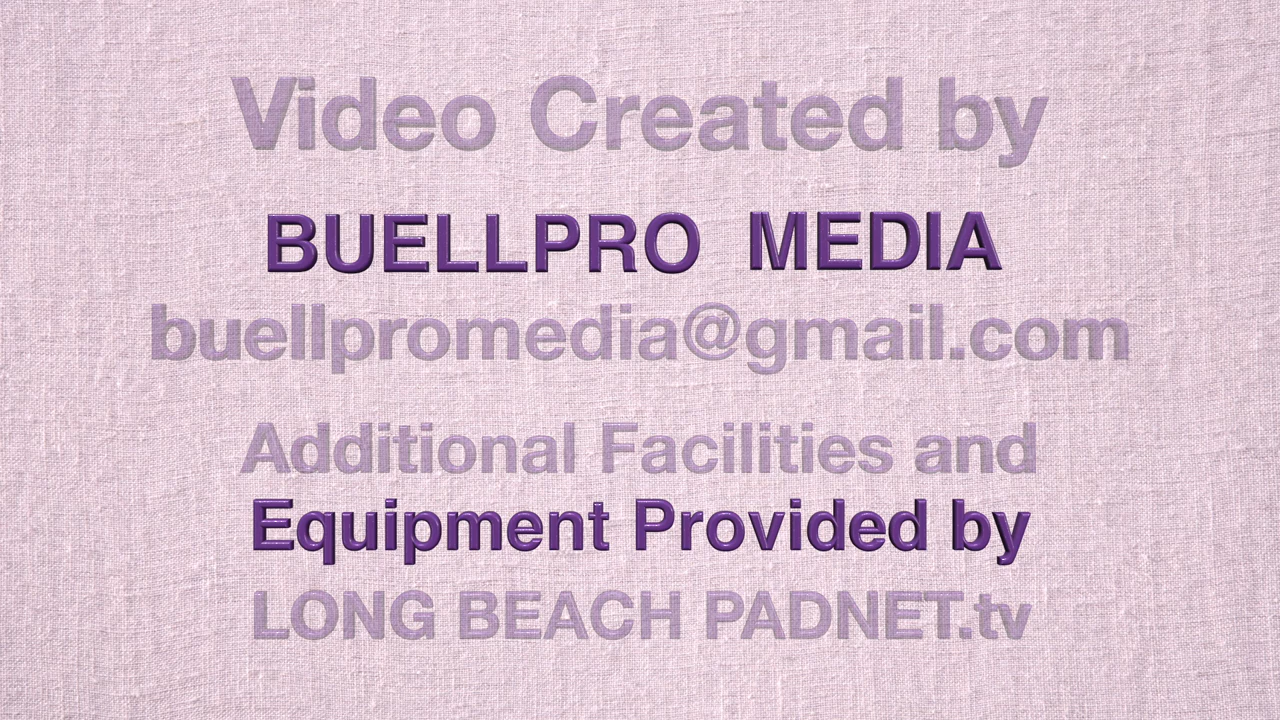 Video Created by
BUELLPRO MEDIA
buellpromedia@gmail.com
Additional Facilities and
Equipment Provided by
LONG BEACH PADNET.tv